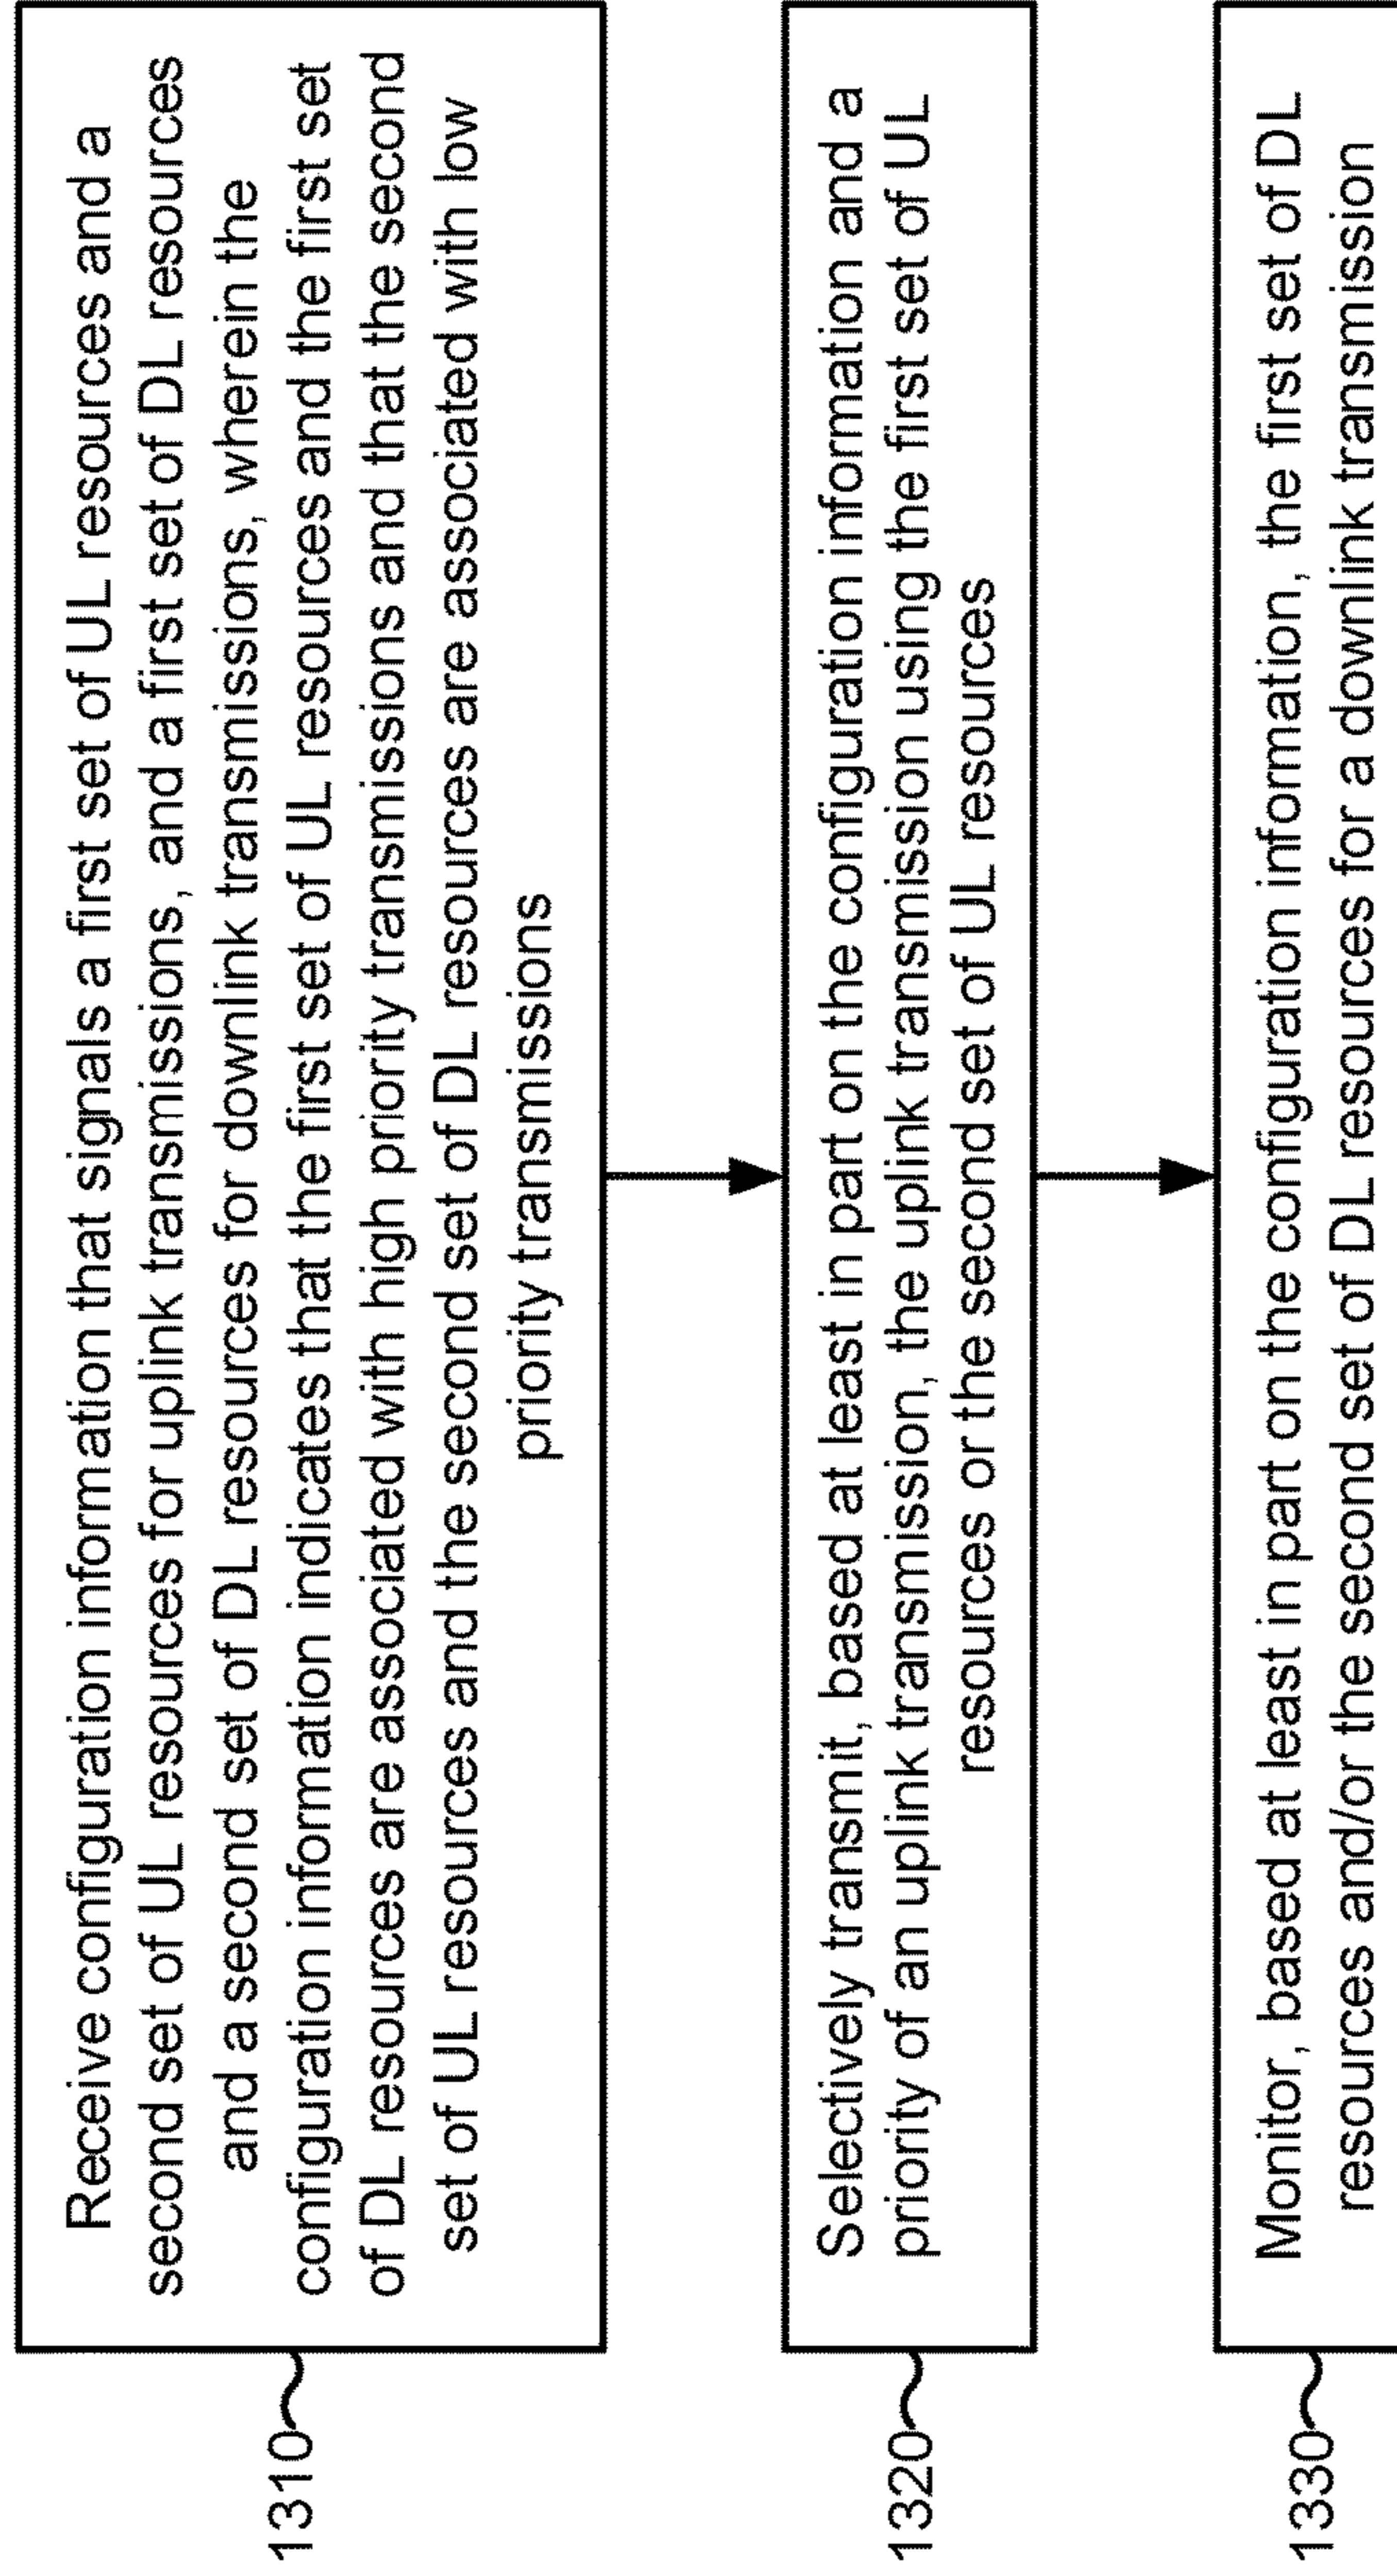 1310
Receive configuration information that signals a first set of UL resources and a
second set of UL resources for uplink transmissions, and a first set of DL resources
and a second set of DL resources for downlink transmissions, wherein the
configuration information indicates that the first set of UL resources and the first set
of DL resources are associated with high priority transmissions and that the second
set of UL resources and the second set of DL resources are associated with low
priority transmissions
1320
Selectively transmit, based at least in part on the configuration information and a
priority of an uplink transmission, the uplink transmission using the first set of UL
resources or the second set of UL resources
1330
Monitor, based at least in part on the configuration information, the first set of DL
resources and/or the second set of DL resources for a downlink transmission